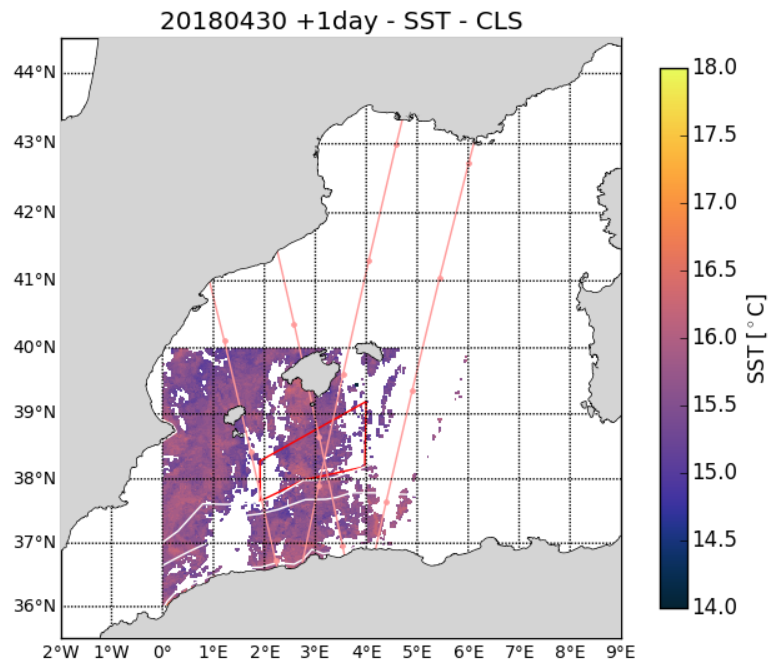 20180430 +1day - SST - CLS
44°N
43°N
42°N
41°N
40°N
39°N
38°N
37°N
36°N
2°W 1°W 0° 1°E 2°E 3°E 4°E 5°E 6°E 7°E 8°E 9°E
18.0
17.5
17.0
16.5
16.0
15.5
15.0
14.5
14.0
SST [°C]